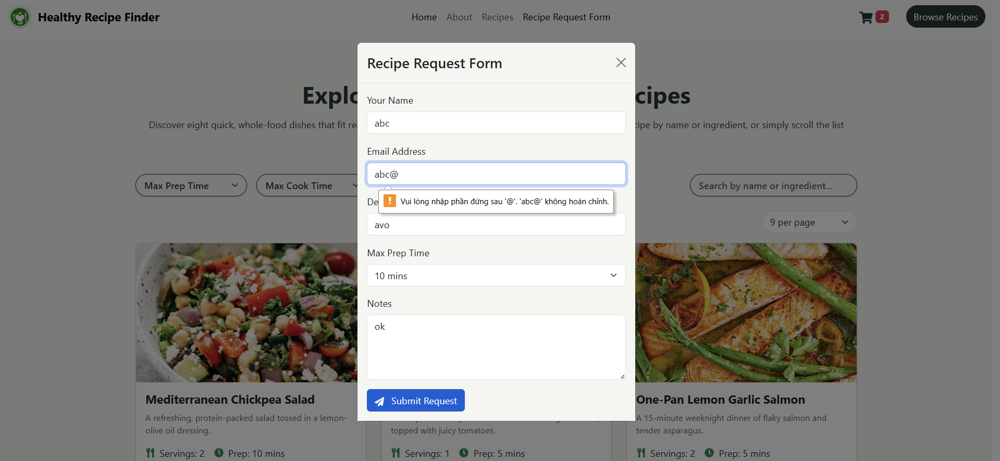 Healthy Recipe Finder
Home About Recipes Recipe Request Form
2
Browse Recipes
Recipe Request Form
Your Name
abc
Email Address
abc@
Vui lòng nhập phần đứng sau '@'. 'abc@' không hoàn chỉnh.
De
avo
Max Prep Time
10 mins
Notes
ok
Submit Request
Explo
cipes
Discover eight quick, whole-food dishes that fit re
cipe by name or ingredient, or simply scroll the list
Max Prep Time
Max Cook Time
Search by name or ingredient...
9 per page
Mediterranean Chickpea Salad
A refreshing, protein-packed salad tossed in a lemon-
olive oil dressing.
Servings: 2 Prep: 10 mins
topped with juicy tomatoes.
Servings: 1 Prep: 5 mins
One-Pan Lemon Garlic Salmon
A 15-minute weeknight dinner of flaky salmon and
tender asparagus.
Servings: 2 Prep: 5 mins